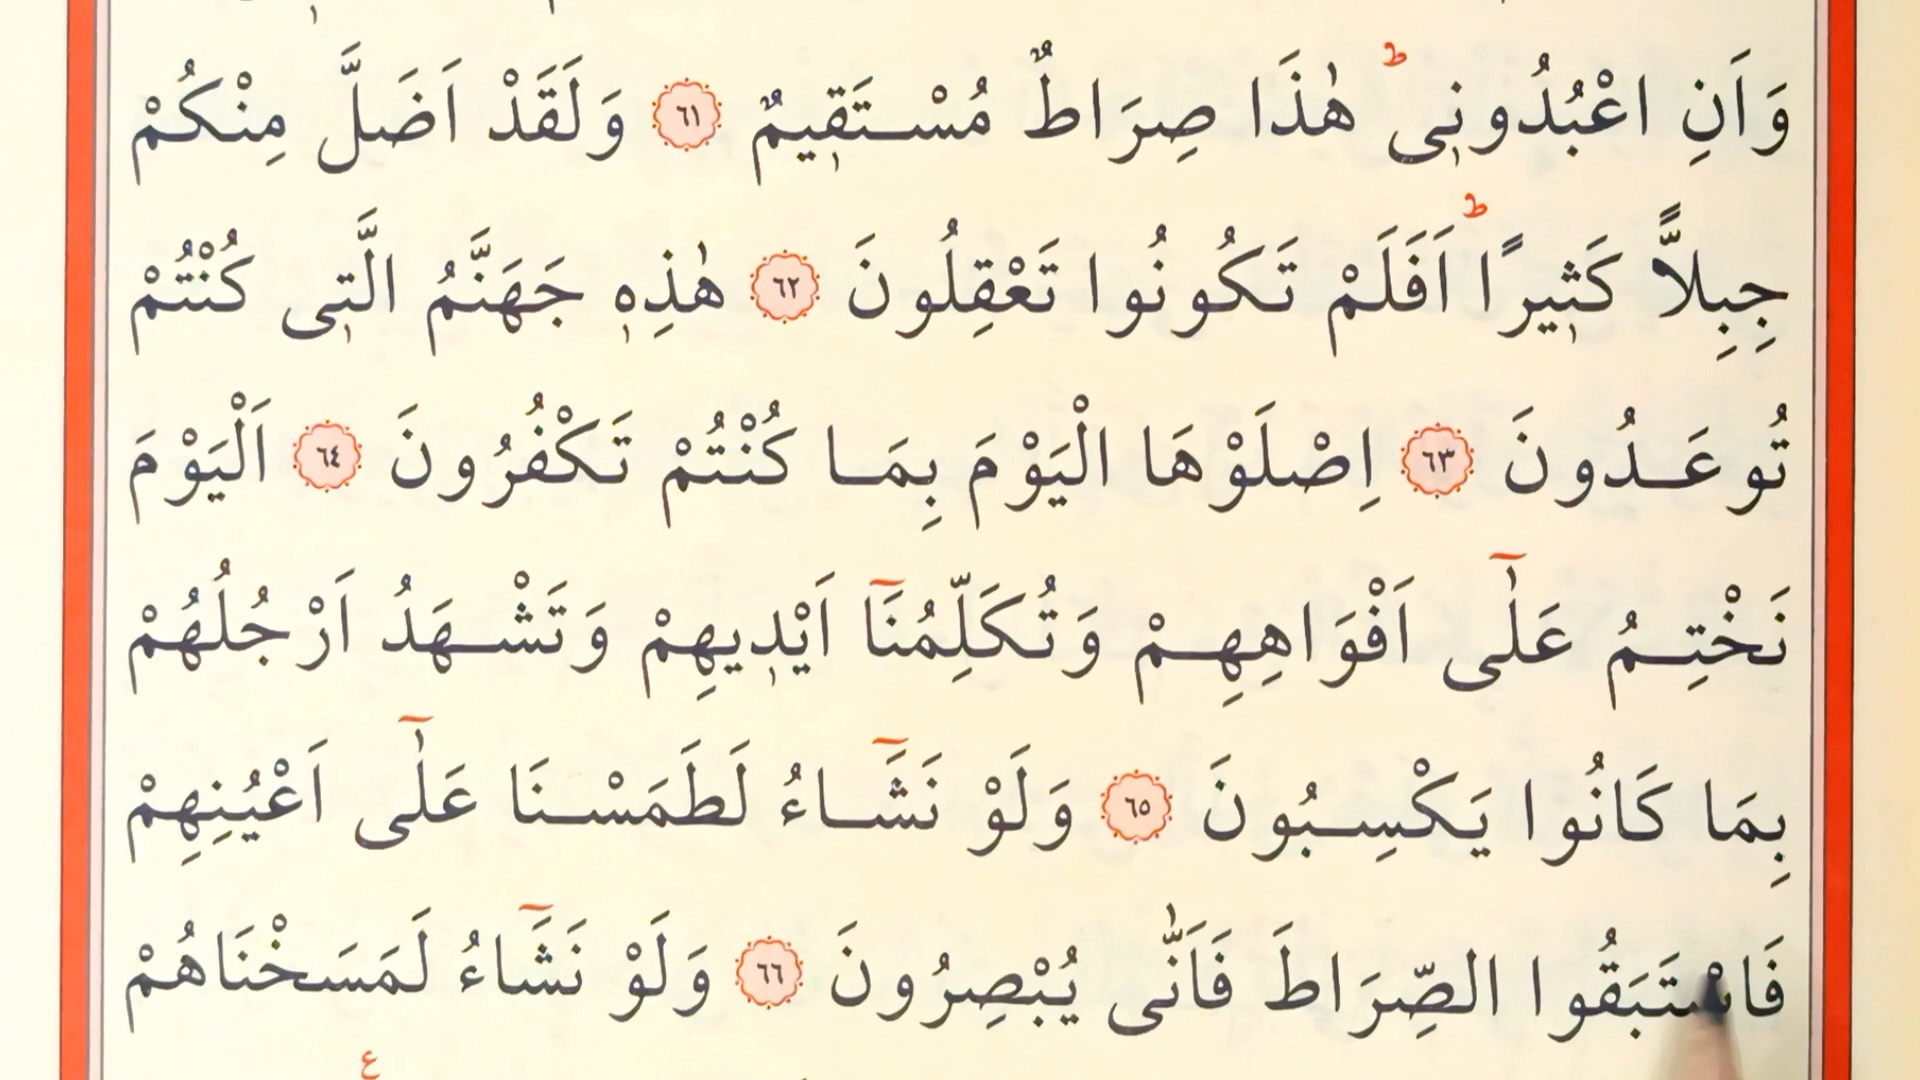 وَاَنِ اعْبُدُونٖى ط هٰذَا صِرَاطٌ مُسْتَقٖيمٌ ٦١ وَلَقَدْ اَضَلَّ مِنْكُمْ
جِبِلاًّ كَثٖيرًا ط اَفَلَمْ تَكُونُوا تَعْقِلُونَ ٦٢ هٰذِهٖ جَهَنَّمُ الَّتٖى كُنْتُمْ
تُوعَدُونَ ٦٣ اِصْلَوْهَا الْيَوْمَ بِمَا كُنْتُمْ تَكْفُرُونَ ٦٤ اَلْيَوْمَ
نَخْتِمُ عَلٰٓى اَفْوَاهِهِمْ وَتُكَلِّمُنَٓا اَيْدٖيهِمْ وَتَشْهَدُ اَرْجُلُهُمْ
بِمَا كَانُوا يَكْسِبُونَ ٦٥ وَلَوْ نَشَٓاءُ لَطَمَسْنَا عَلٰٓى اَعْيُنِهِمْ
فَاسْتَبَقُوا الصِّرَاطَ فَاَنّٰى يُبْصِرُونَ ٦٦ وَلَوْ نَشَٓاءُ لَمَسَخْنَاهُمْ
ع